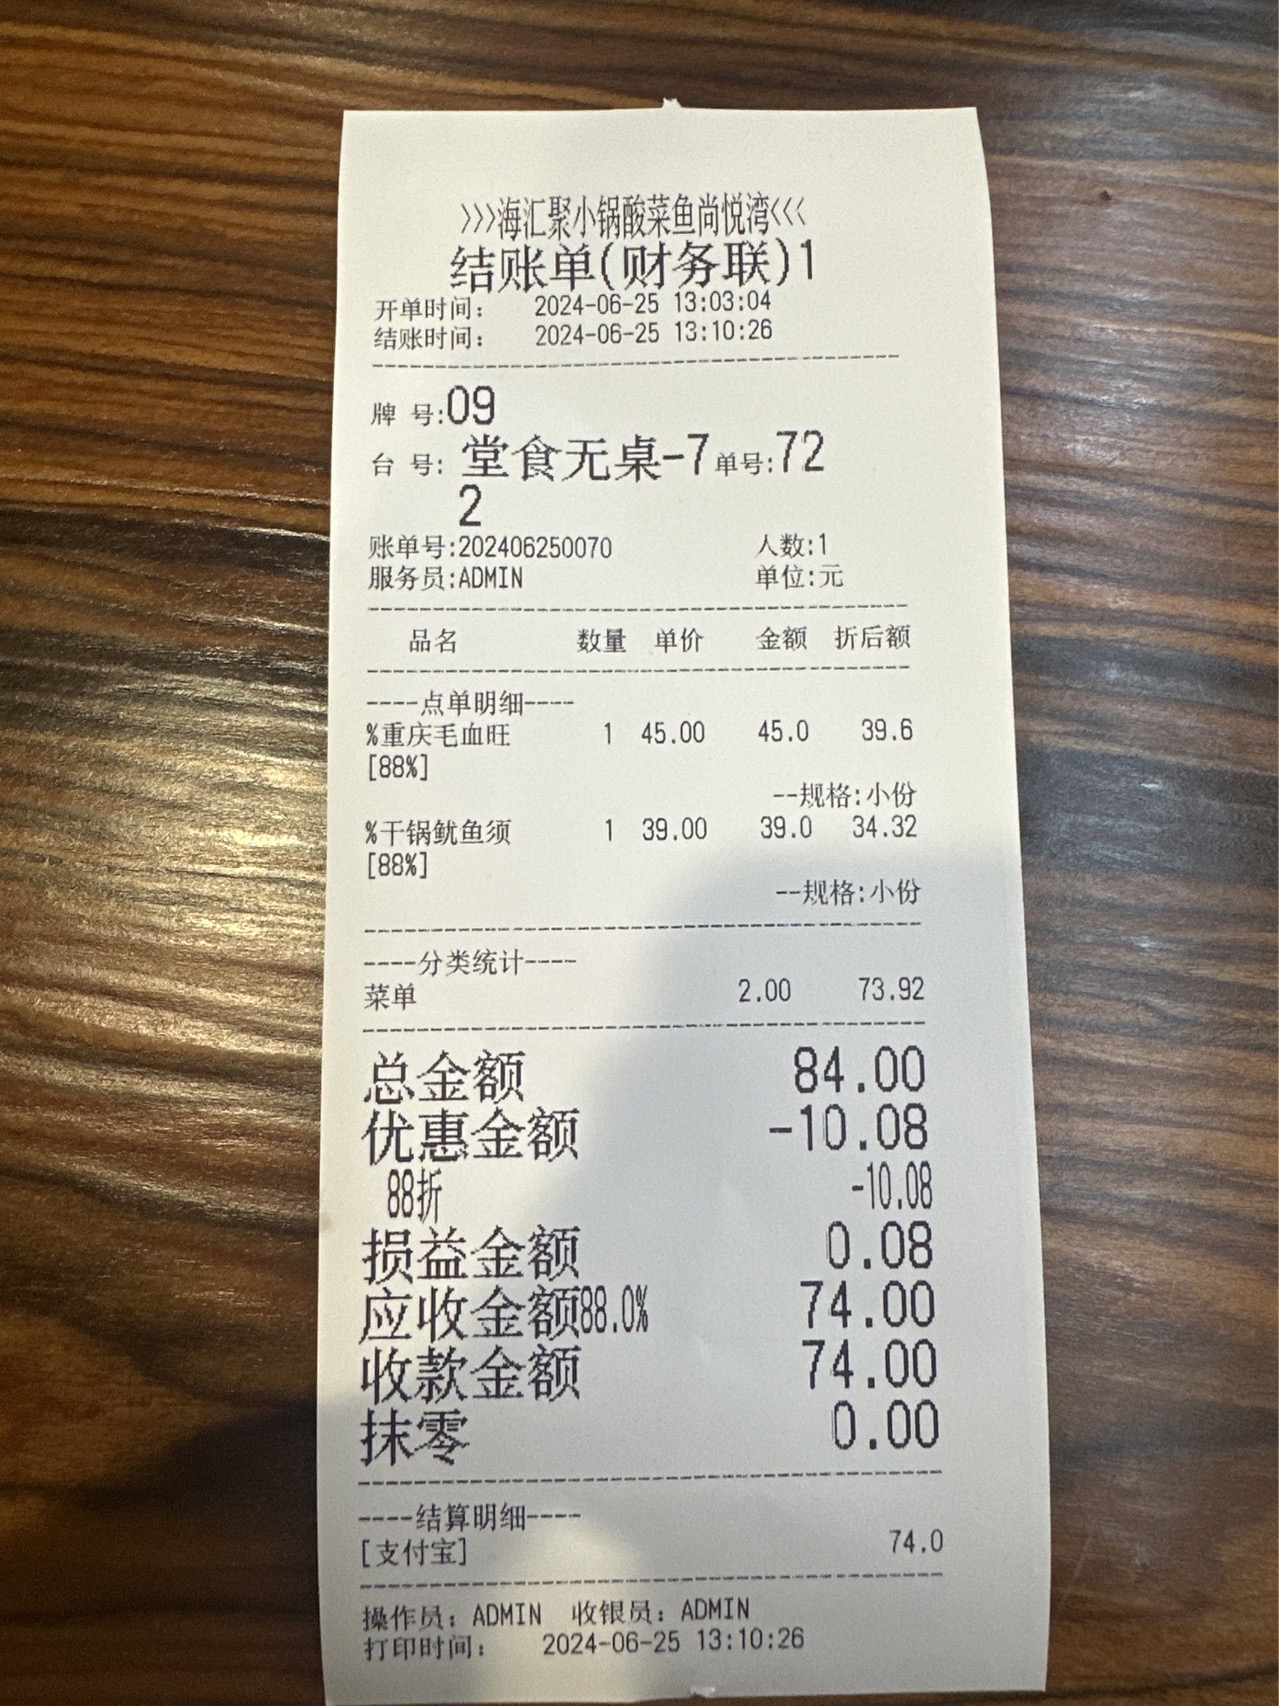 >>>海汇聚小锅酸菜鱼尚悦湾<<<
结账单(财务联)1
开单时间： 2024-06-25 13:03:04
结账时间： 2024-06-25 13:10:26
牌 号:09
台 号: 堂食无桌-7 单号:72
2
账单号:202406250070 人数:1
服务员:ADMIN 单位:元
品名 数量 单价 金额 折后额
----点单明细----
%重庆毛血旺 1 45.00 45.0 39.6
[88%]
--规格:小份
%干锅鱿鱼须 1 39.00 39.0 34.32
[88%]
--规格:小份
----分类统计----
菜单 2.00 73.92
总金额 84.00
优惠金额 -10.08
88折 -10.08
损益金额 0.08
应收金额88.0% 74.00
收款金额 74.00
抹零 0.00
----结算明细----
[支付宝] 74.0
操作员：ADMIN 收银员：ADMIN
打印时间： 2024-06-25 13:10:26